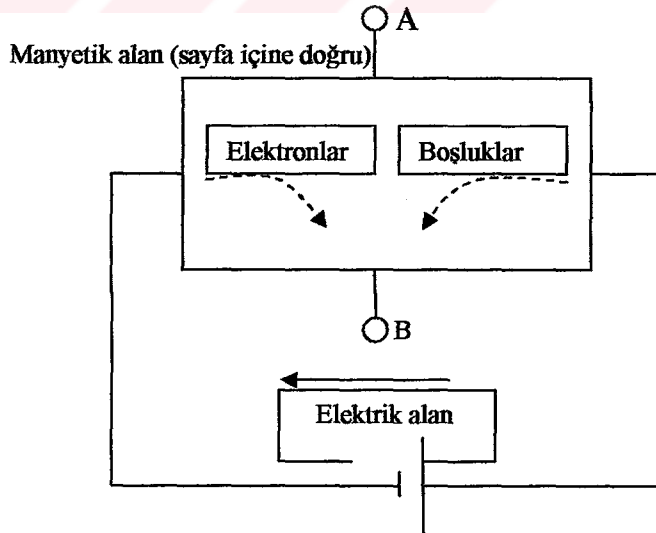 A
Manyetik alan (sayfa içine doğru)
Elektronlar
Boşluklar
B
Elektrik alan